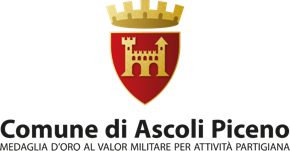 Comune di Ascoli Piceno
MEDAGLIA D'ORO AL VALOR MILITARE PER ATTIVITÀ PARTIGIANA